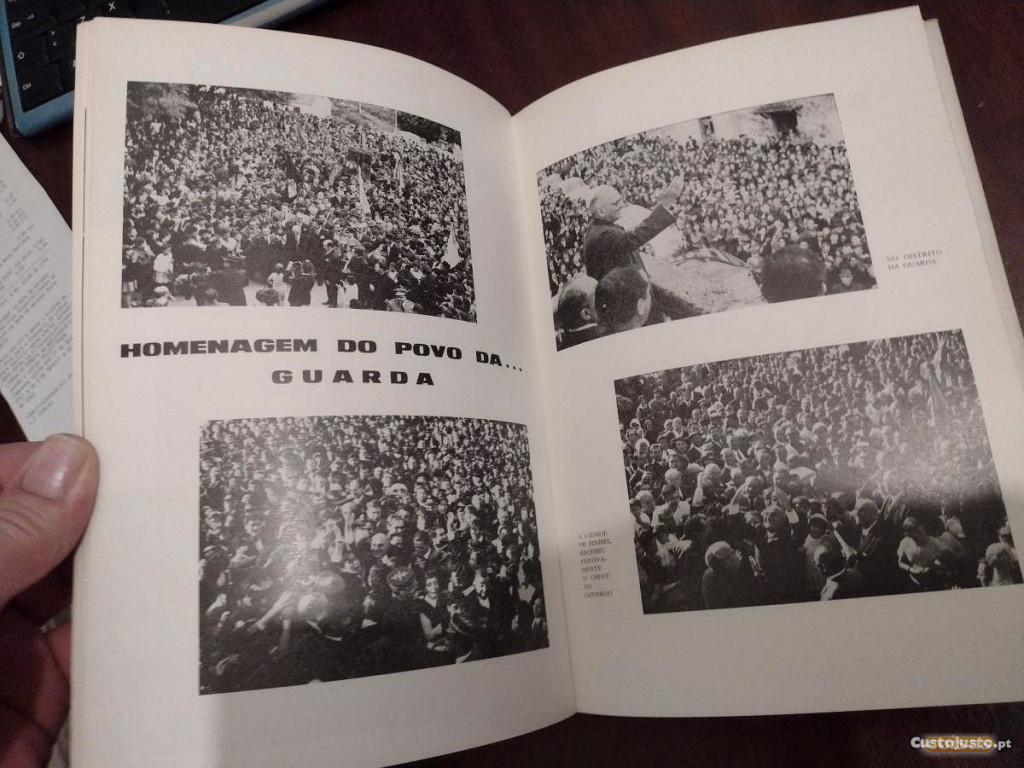 HOMENAGEM DO POVO DA...
GUARDA
NO DISTRITO
DA GUARDA
A CIDADE
DE PINHEL
RECEBEU
FESTIVA-
MENTE
O CHEFE
DO
GOVERNO
CustoJusto.pt